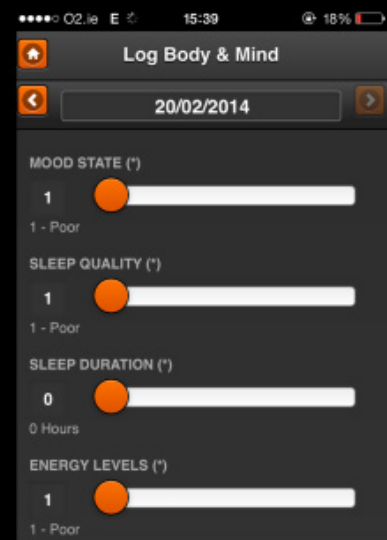 O2.ie E 15:39 18%
Log Body & Mind
20/02/2014
MOOD STATE (*)
1
1 - Poor
SLEEP QUALITY (*)
1
1 - Poor
SLEEP DURATION (*)
0
0 Hours
ENERGY LEVELS (*)
1
1 - Poor